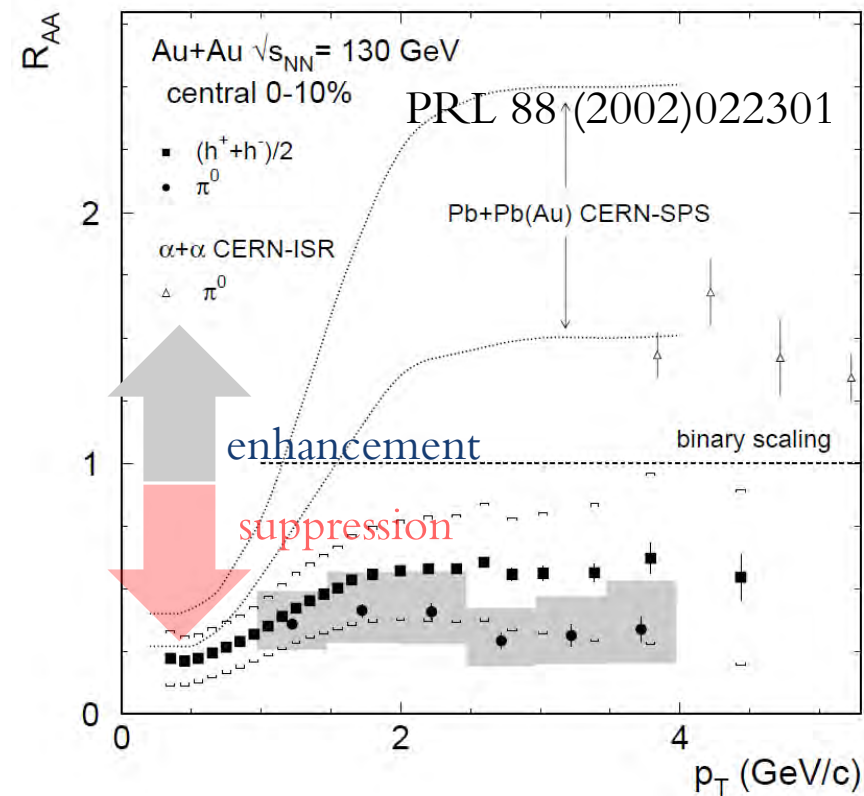 R_AA
Au+Au √s_NN= 130 GeV
central 0-10%
PRL 88 (2002)022301
(h⁺+h⁻)/2
π⁰
Pb+Pb(Au) CERN-SPS
α+α CERN-ISR
π⁰
enhancement
binary scaling
suppression
2
1
0
0
2
4
p_T (GeV/c)